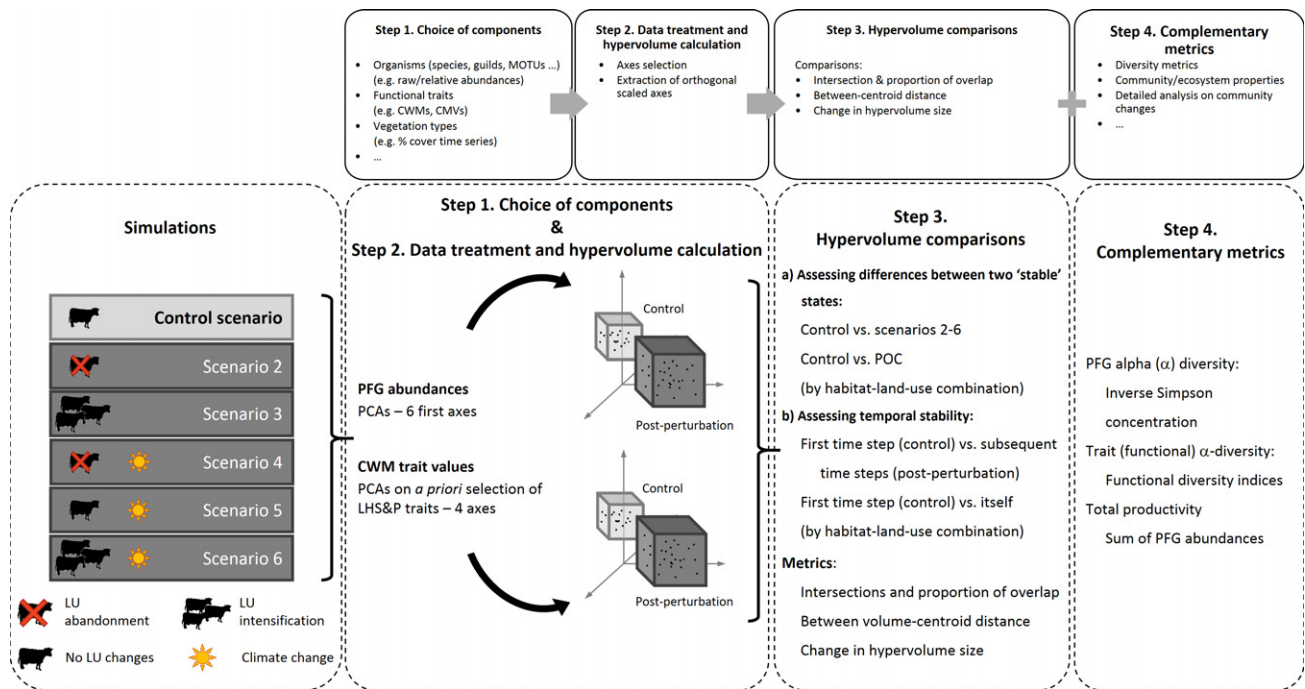 Step 1. Choice of components
• Organisms (species, guilds, MOTUs ...)
(e.g. raw/relative abundances)
• Functional traits
(e.g. CWMs, CMVs)
• Vegetation types
(e.g. % cover time series)
• ...
Step 2. Data treatment and
hypervolume calculation
• Axes selection
• Extraction of orthogonal
scaled axes
Step 3. Hypervolume comparisons
Comparisons:
• Intersection & proportion of overlap
• Between-centroid distance
• Change in hypervolume size
Step 4. Complementary
metrics
• Diversity metrics
• Community/ecosystem properties
• Detailed analysis on community
changes
• ...
Simulations
Control scenario
Scenario 2
Scenario 3
Scenario 4
Scenario 5
Scenario 6
LU
abandonment
LU
intensification
No LU changes
Climate change
Step 1. Choice of components
&
Step 2. Data treatment and hypervolume calculation
PFG abundances
PCAs – 6 first axes
CWM trait values
PCAs on a priori selection of
LHS&P traits – 4 axes
Control
Post-perturbation
Control
Post-perturbation
Step 3.
Hypervolume comparisons
a) Assessing differences between two ‘stable’
states:
Control vs. scenarios 2-6
Control vs. POC
(by habitat-land-use combination)
b) Assessing temporal stability:
First time step (control) vs. subsequent
time steps (post-perturbation)
First time step (control) vs. itself
(by habitat-land-use combination)
Metrics:
Intersections and proportion of overlap
Between volume-centroid distance
Change in hypervolume size
Step 4.
Complementary metrics
PFG alpha (α) diversity:
Inverse Simpson
concentration
Trait (functional) α-diversity:
Functional diversity indices
Total productivity
Sum of PFG abundances